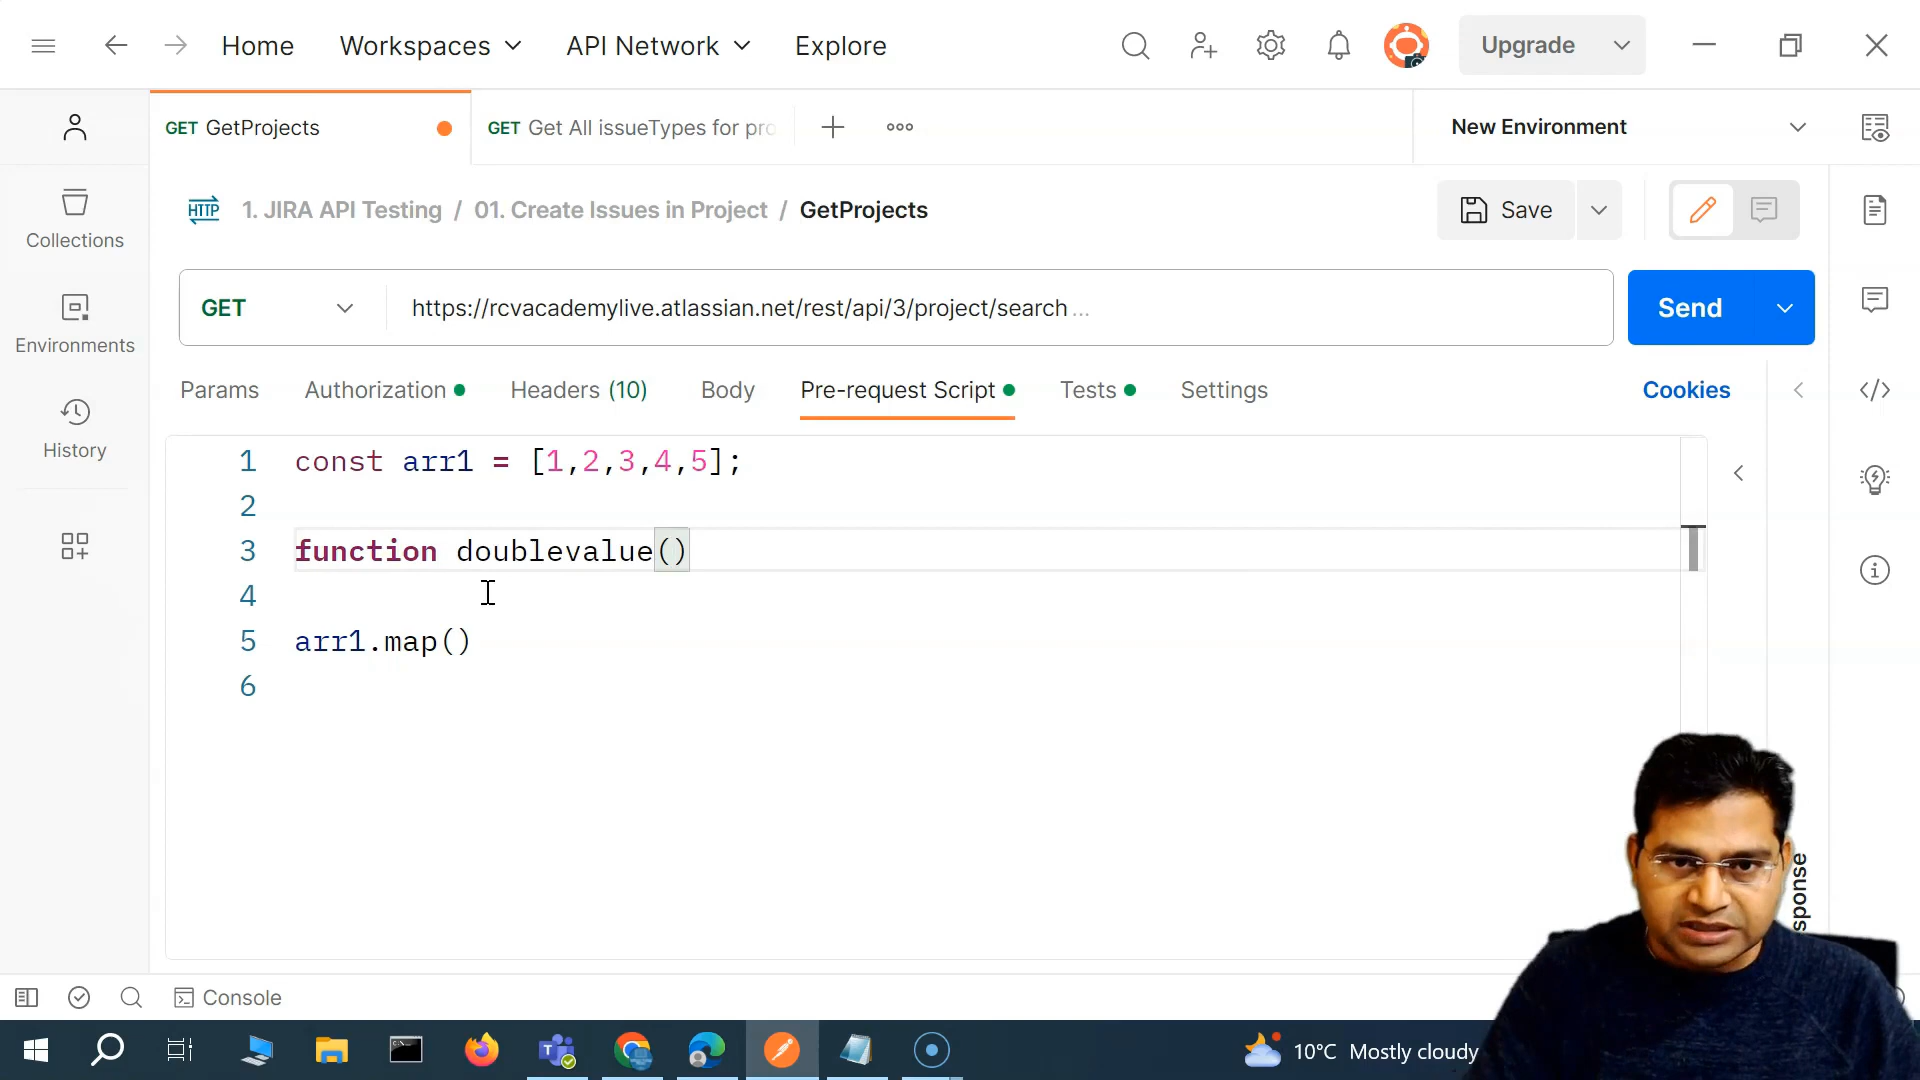 Home Workspaces API Network Explore Upgrade
GET GetProjects GET Get All issueTypes for pro New Environment
HTTP 1. JIRA API Testing / 01. Create Issues in Project / GetProjects Save
Collections
GET https://rcvacademylive.atlassian.net/rest/api/3/project/search ... Send
Environments
Params Authorization Headers (10) Body Pre-request Script Tests Settings Cookies
History
1 const arr1 = [1,2,3,4,5];
2
3 function doublevalue()
4
5 arr1.map()
6
sponse
Console
10°C Mostly cloudy